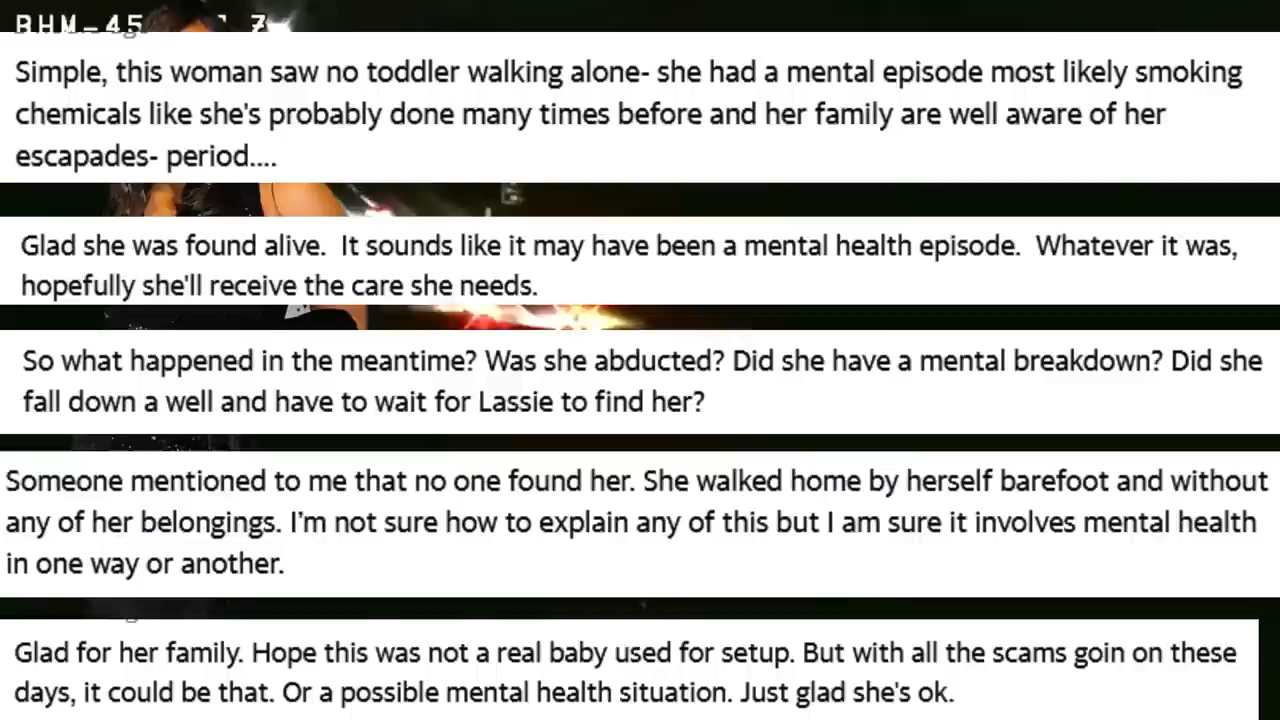 BHM-45
Simple, this woman saw no toddler walking alone- she had a mental episode most likely smoking
chemicals like she's probably done many times before and her family are well aware of her
escapades- period....
Glad she was found alive.  It sounds like it may have been a mental health episode.  Whatever it was,
hopefully she'll receive the care she needs.
So what happened in the meantime? Was she abducted? Did she have a mental breakdown? Did she
fall down a well and have to wait for Lassie to find her?
Someone mentioned to me that no one found her. She walked home by herself barefoot and without
any of her belongings. I’m not sure how to explain any of this but I am sure it involves mental health
in one way or another.
Glad for her family. Hope this was not a real baby used for setup. But with all the scams goin on these
days, it could be that. Or a possible mental health situation. Just glad she's ok.